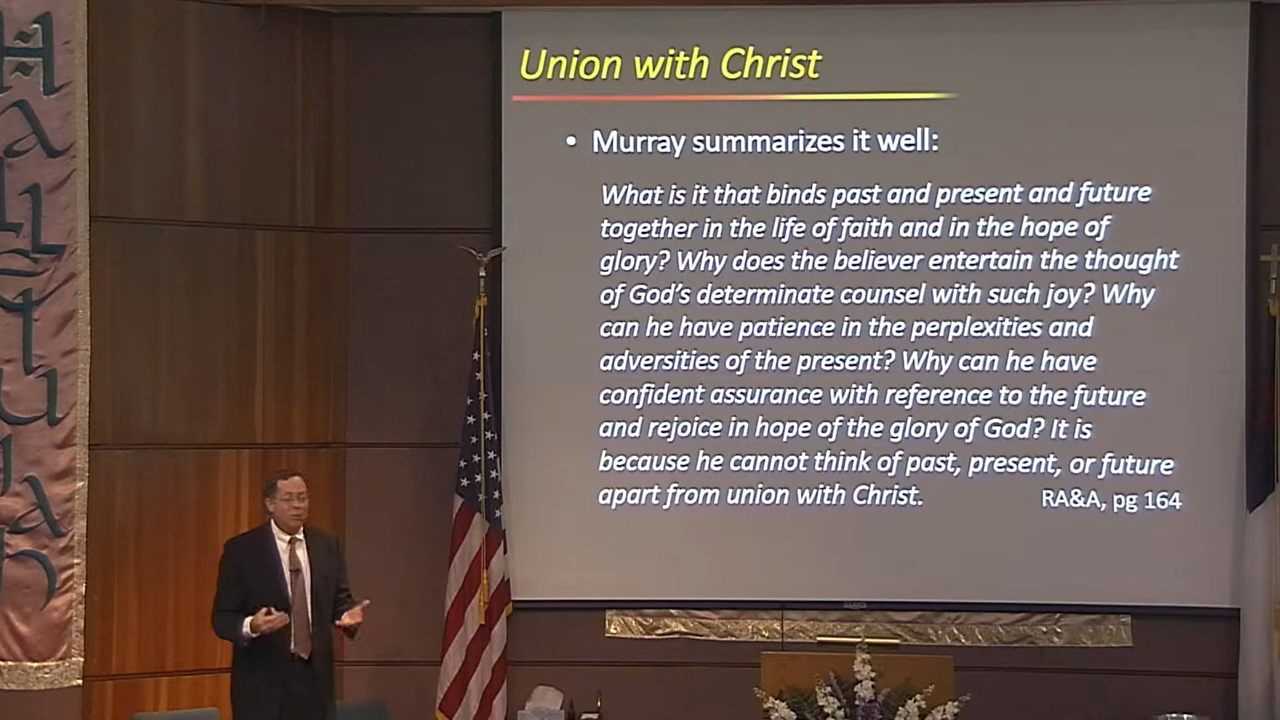 Hallelujah
Union with Christ
• Murray summarizes it well:
What is it that binds past and present and future
together in the life of faith and in the hope of
glory? Why does the believer entertain the thought
of God's determinate counsel with such joy? Why
can he have patience in the perplexities and
adversities of the present? Why can he have
confident assurance with reference to the future
and rejoice in hope of the glory of God? It is
because he cannot think of past, present, or future
apart from union with Christ.
RA&A, pg 164